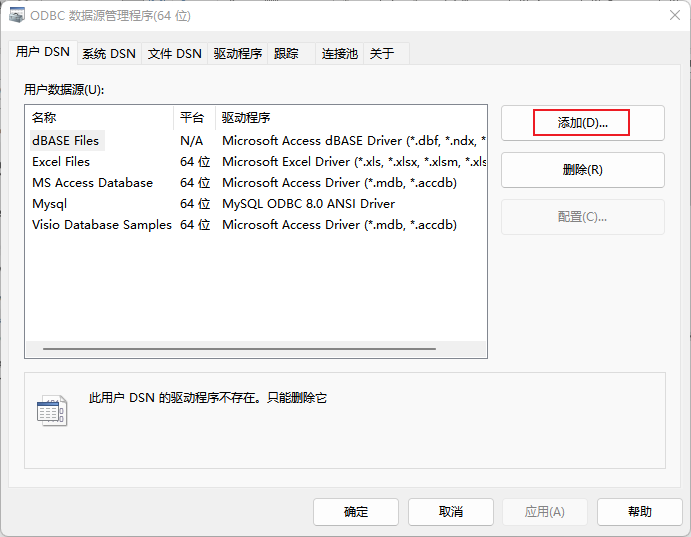 ODBC 数据源管理程序(64 位)
用户 DSN 系统 DSN 文件 DSN 驱动程序 跟踪 连接池 关于
用户数据源(U):
名称 平台 驱动程序
dBASE Files N/A Microsoft Access dBASE Driver (*.dbf, *.ndx, *
Excel Files 64 位 Microsoft Excel Driver (*.xls, *.xlsx, *.xlsm, *.xls
MS Access Database 64 位 Microsoft Access Driver (*.mdb, *.accdb)
Mysql 64 位 MySQL ODBC 8.0 ANSI Driver
Visio Database Samples 64 位 Microsoft Access Driver (*.mdb, *.accdb)
添加(D)...
删除(R)
配置(C)...
此用户 DSN 的驱动程序不存在。只能删除它
确定 取消 应用(A) 帮助